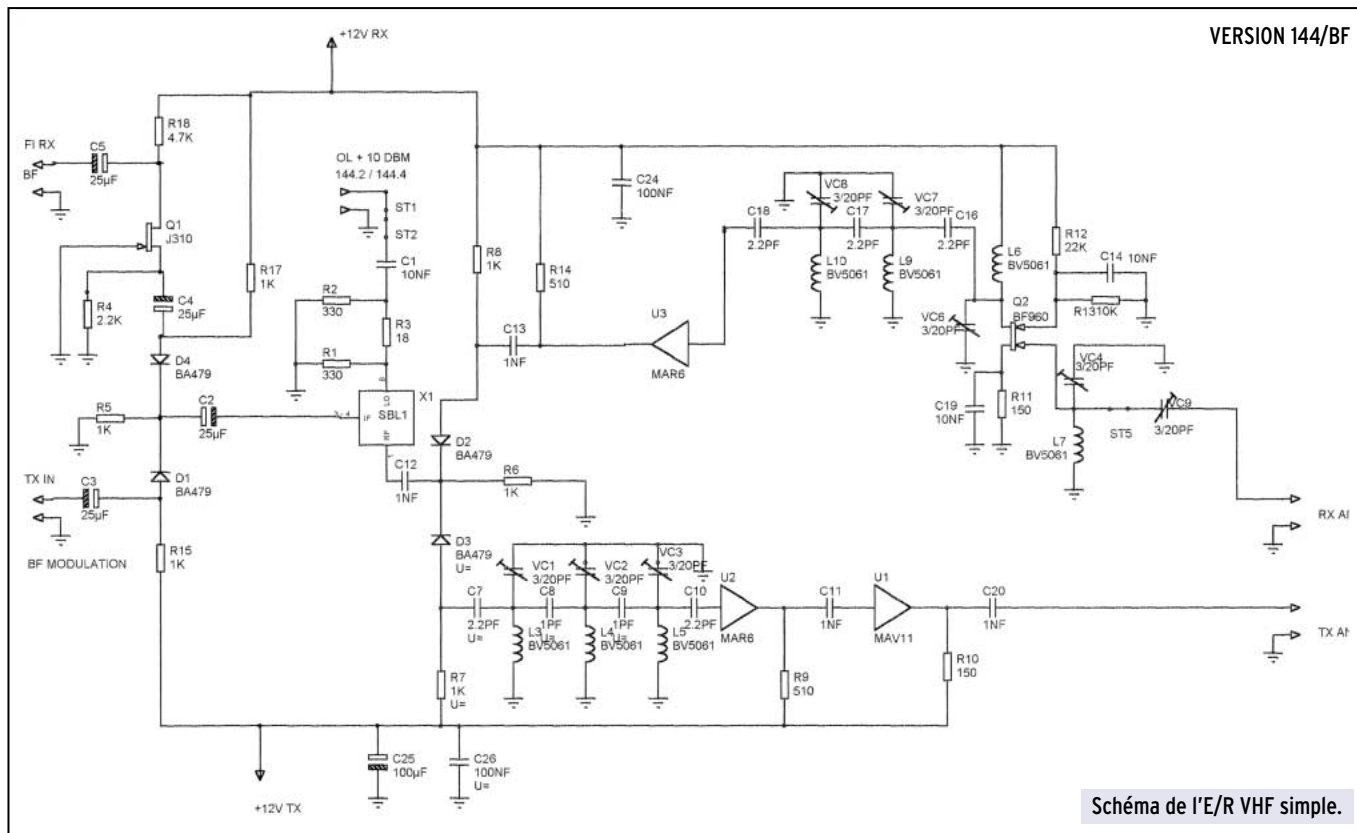 VERSION 144/BF
+12V RX
R18
4.7K
FI RX
C5
BF
25µF
OL + 10 DBM
144.2 / 144.4
ST1
ST2
C1
10NF
C24
100NF
VC8
3/20PF
VC7
3/20PF
C18
2.2PF
C17
2.2PF
C16
2.2PF
R12
22K
C14 10NF
Q1
J310
R17
1K
R8
1K
R14
510
L10
BV5061
L9
BV5061
L6
BV5061
R4
2.2K
C4
25µF
R2
330
R3
18
R1
330
U3
MAR6
C13
1NF
VC6
3/20PF
Q2
BF960
R1310K
VC4
3/20PF
D4
BA479
R5
1K
C2
25µF
IF
LO
8
SBL1
RF
1
X1
D2
BA479
C19
10NF
R11
150
L7
BV5061
ST5
VC9
3/20PF
D1
BA479
TX IN
C3
25µF
C12
1NF
R6
1K
RX
BF MODULATION
R15
1K
D3
BA479
U=
VC1
3/20PF
VC2
3/20PF
VC3
3/20PF
C7
2.2PF
U=
C8
1PF
U=
C9
1PF
U=
C10
2.2PF
L3
BV5061
L4
BV5061
L5
BV5061
U2
MAR6
C11
1NF
U1
MAV11
C20
1NF
TX
R7
1K
U=
R9
510
R10
150
C25
100µF
C26
100NF
U=
+12V TX
Schéma de l'E/R VHF simple.